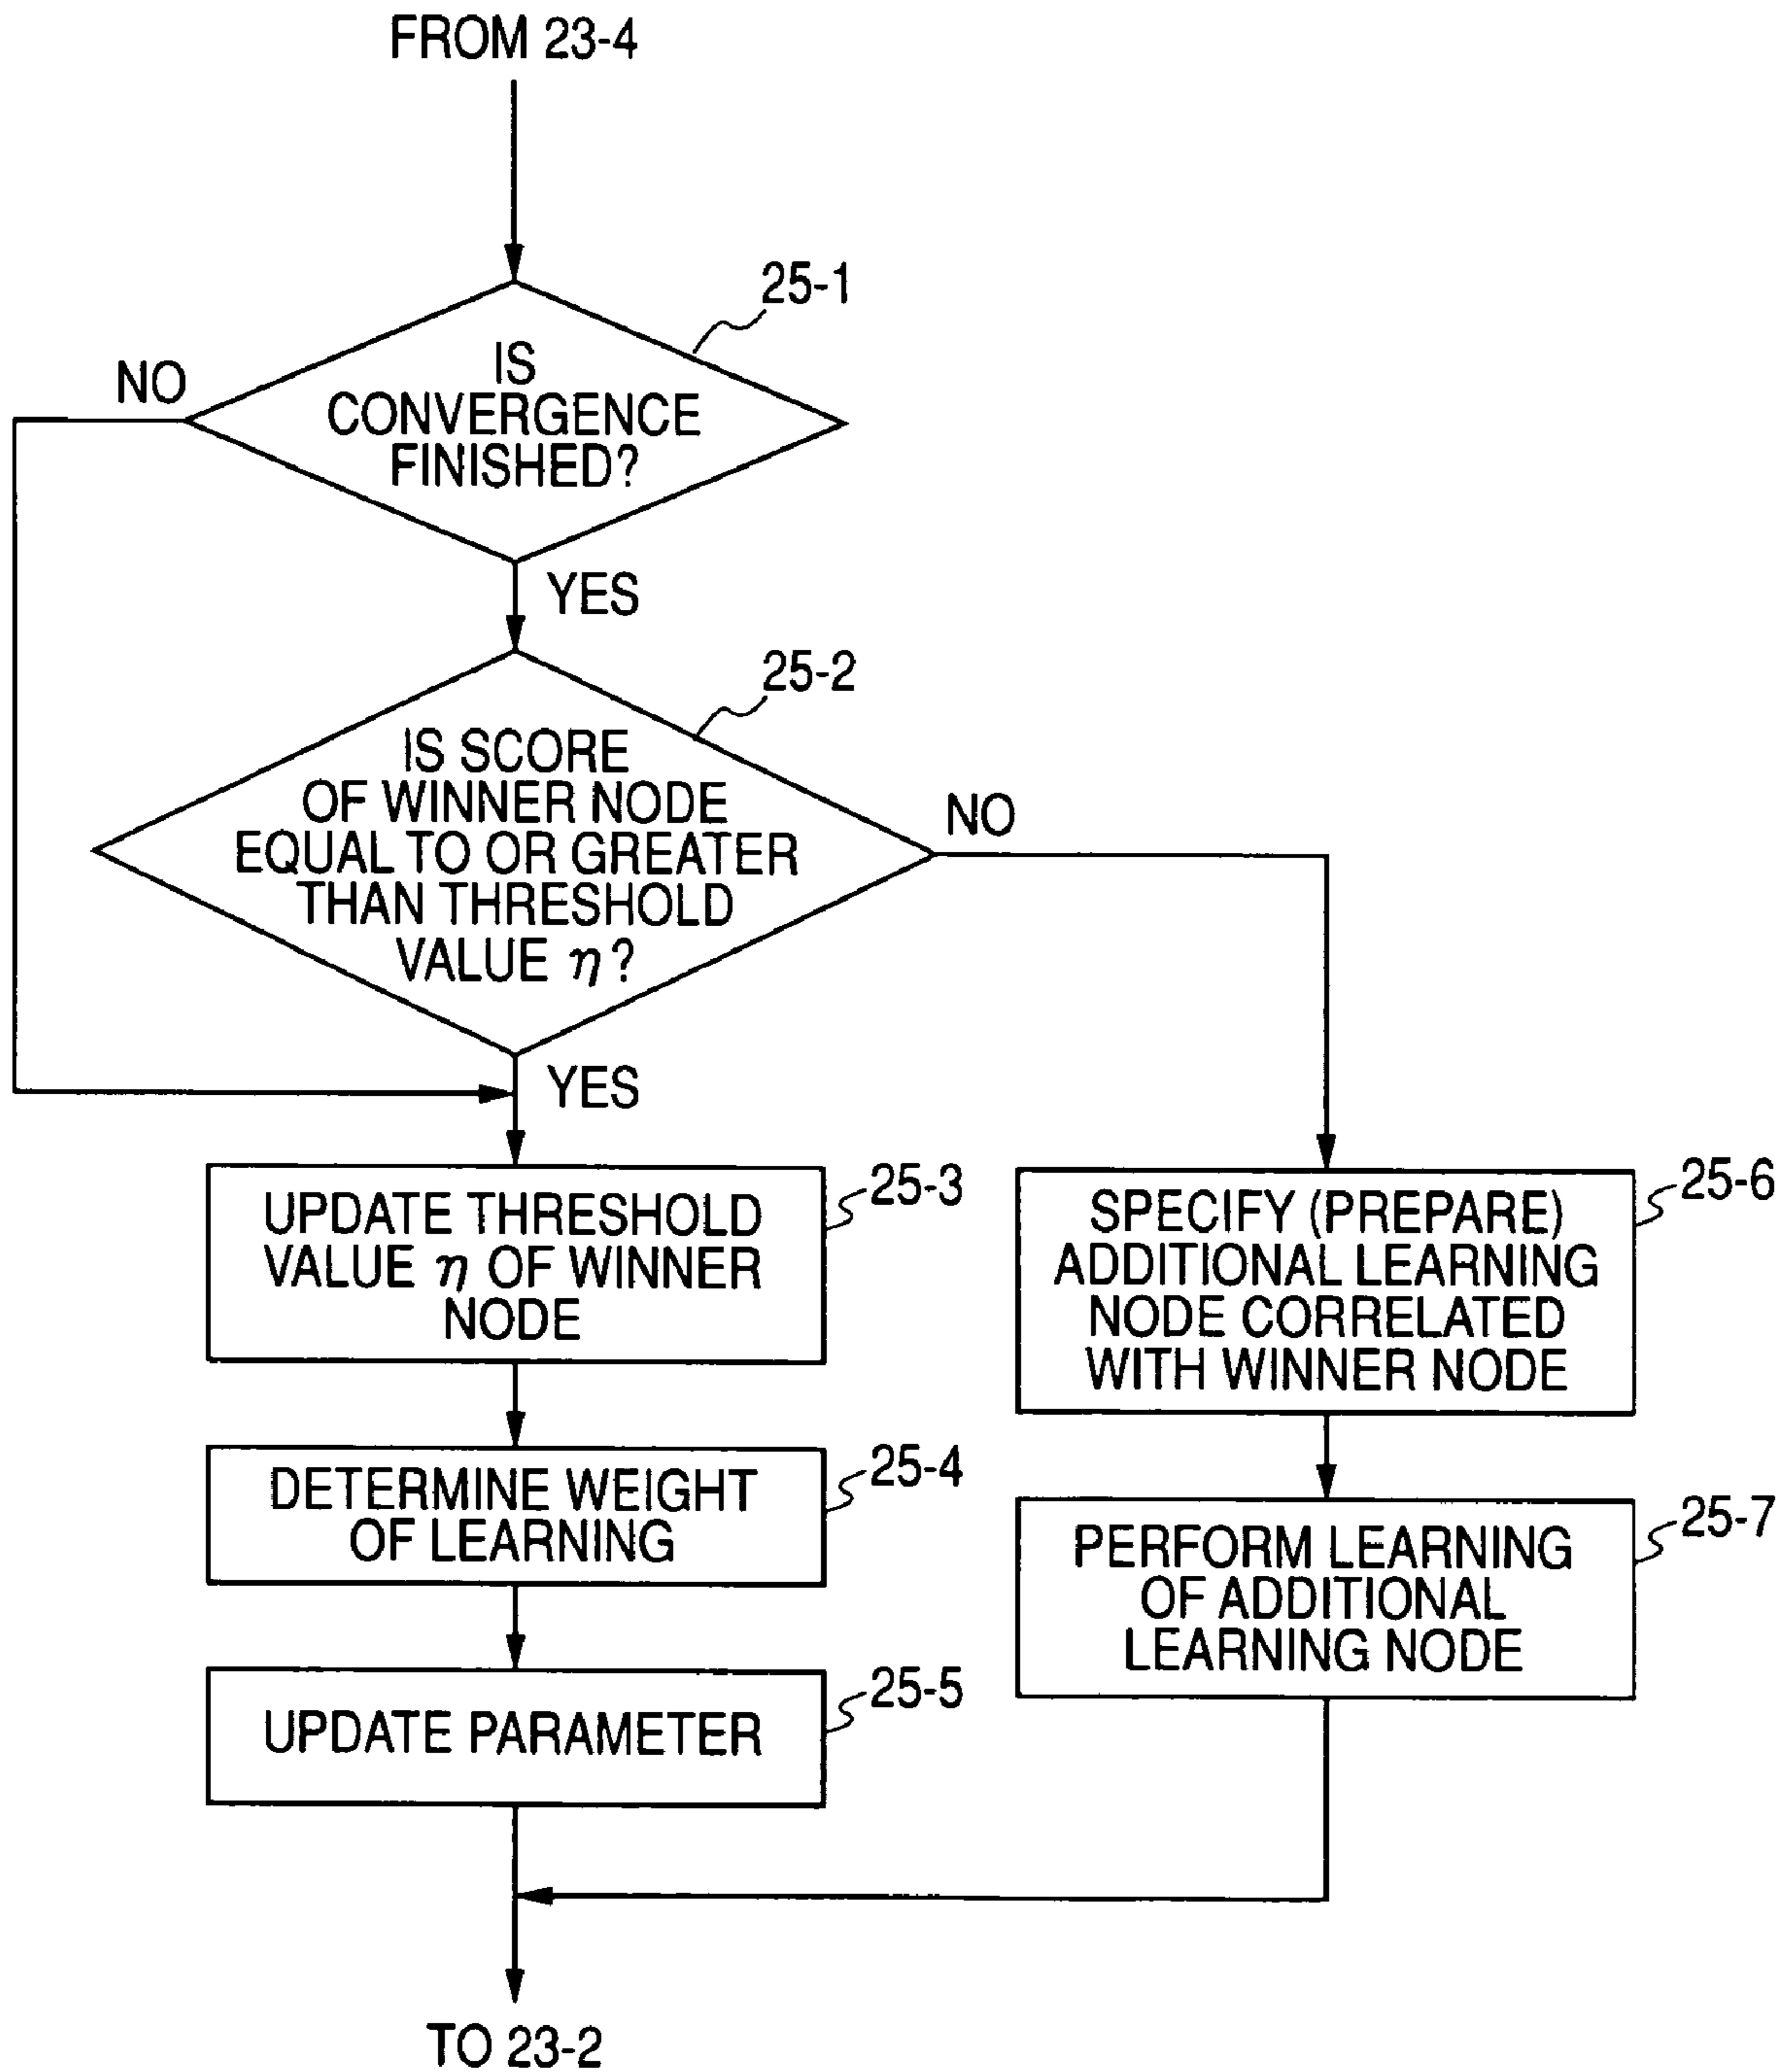 FROM 23-4
25-1
IS
CONVERGENCE
FINISHED?
NO
YES
25-2
IS SCORE
OF WINNER NODE
EQUAL TO OR GREATER
THAN THRESHOLD
VALUE η?
NO
YES
25-3
UPDATE THRESHOLD
VALUE η OF WINNER
NODE
25-4
DETERMINE WEIGHT
OF LEARNING
25-5
UPDATE PARAMETER
25-6
SPECIFY (PREPARE)
ADDITIONAL LEARNING
NODE CORRELATED
WITH WINNER NODE
25-7
PERFORM LEARNING
OF ADDITIONAL
LEARNING NODE
TO 23-2